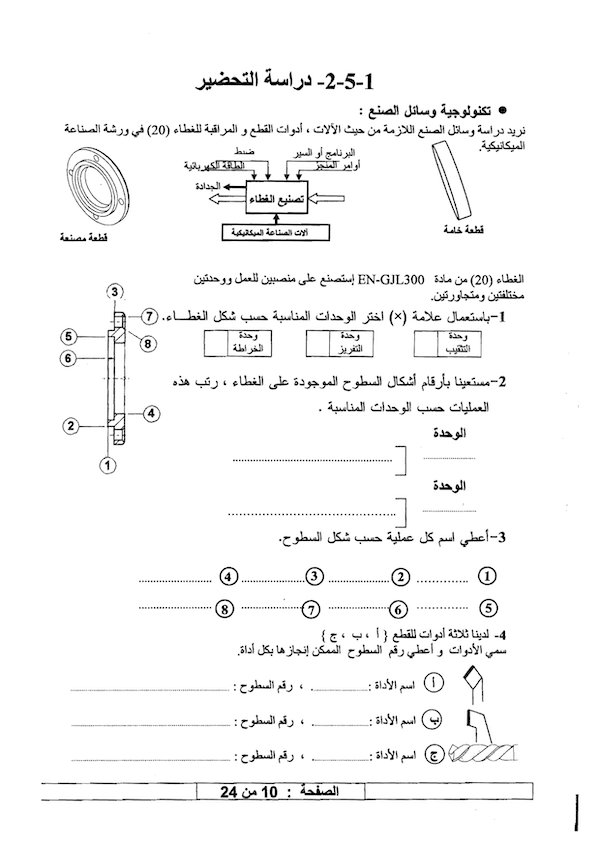 1-5-2- دراسة التحضير
● تكنولوجية وسائل الصنع :
نريد دراسة وسائل الصنع اللازمة من حيث الآلات ، أدوات القطع و المراقبة للغطاء (20) في ورشة الصناعة
الميكانيكية.
ضبط
البرنامج أو السير
الطاقة الكهربائية
أوامر المنجز
الجدادة
تصنيع الغطاء
آلات الصناعة الميكانيكية
قطعة مصنعة
قطعة خامة
الغطاء (20) من مادة EN-GJL300 إستصنع على منصبين للعمل ووحدتين
مختلفتين ومتجاورتين.
1-باستعمال علامة (×) اختر الوحدات المناسبة حسب شكل الغطـــاء.
وحدة التثقيب
وحدة التفريز
وحدة الخراطة
3
7
5
8
6
4
2
1
2-مستعينا بأرقام أشكال السطوح الموجودة على الغطاء ، رتب هذه
العمليات حسب الوحدات المناسبة .
الوحدة
الوحدة
3-أعطي اسم كل عملية حسب شكل السطوح.
1 ............ 2 ............ 3 ............ 4 ............
5 ............ 6 ............ 7 ............ 8 ............
4- لدينا ثلاثة أدوات للقطع { أ ، ب ، ج }
سمي الأدوات و أعطي رقم السطوح الممكن إنجازها بكل أداة.
أ اسم الأداة :............ ، رقم السطوح : ............
ب اسم الأداة :............ ، رقم السطوح : ............
ج اسم الأداة :............ ، رقم السطوح : ............
الصفحة : 10 من 24